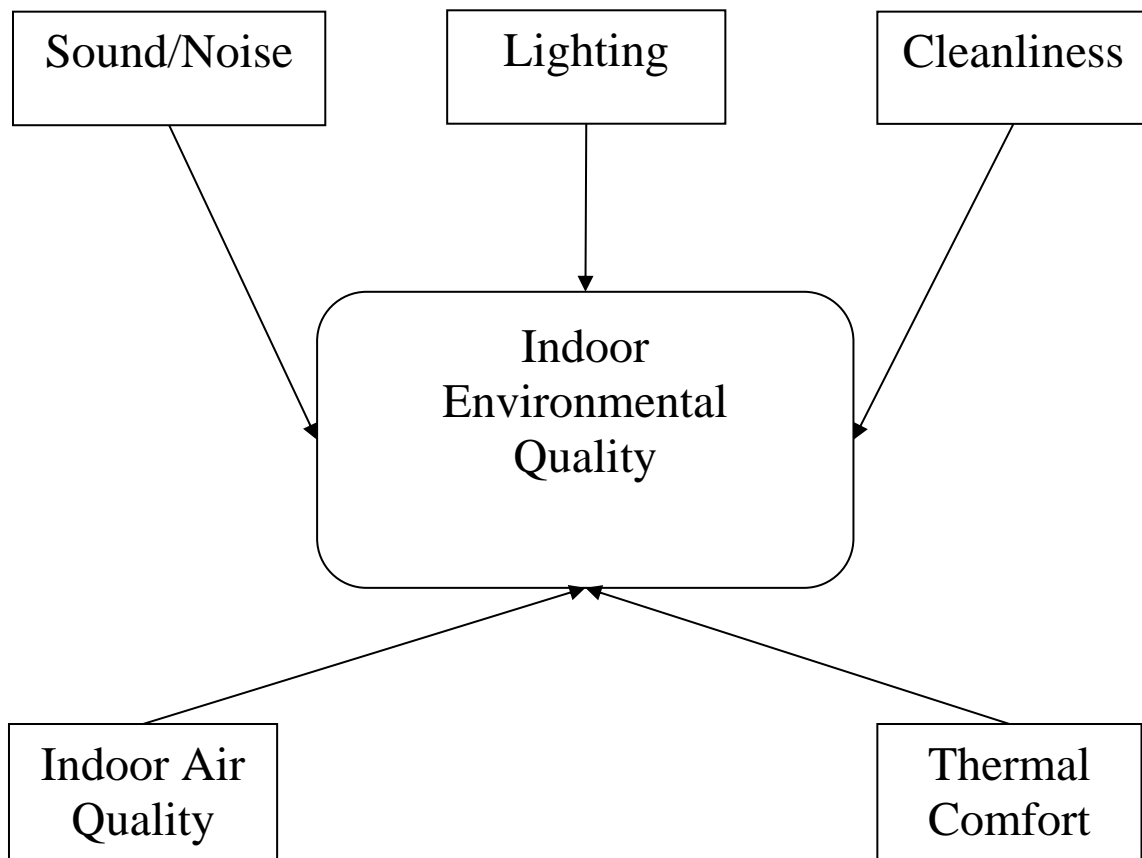 Sound/Noise
Lighting
Cleanliness
Indoor
Environmental
Quality
Indoor Air
Quality
Thermal
Comfort